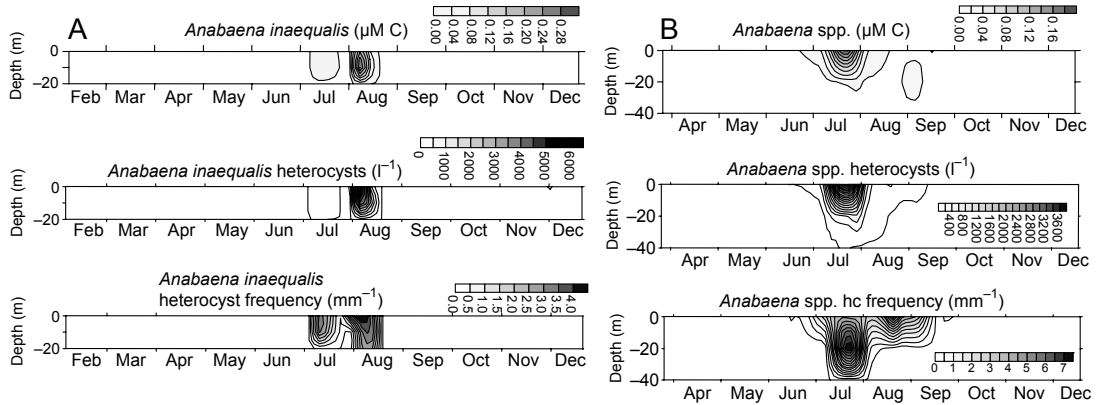 A
Anabaena inaequalis (µM C)
0.00 0.04 0.08 0.12 0.16 0.20 0.24 0.28
Depth (m)
0
–20
Feb Mar Apr May Jun Jul Aug Sep Oct Nov Dec
Anabaena inaequalis heterocysts (l⁻¹)
0 1000 2000 3000 4000 5000 6000
Depth (m)
0
–20
Feb Mar Apr May Jun Jul Aug Sep Oct Nov Dec
Anabaena inaequalis
heterocyst frequency (mm⁻¹)
0.0 0.5 1.0 1.5 2.0 2.5 3.0 3.5 4.0
Depth (m)
0
–20
Feb Mar Apr May Jun Jul Aug Sep Oct Nov Dec
B
Anabaena spp. (µM C)
0.00 0.04 0.08 0.12 0.16
Depth (m)
0
–20
–40
Apr May Jun Jul Aug Sep Oct Nov Dec
Anabaena spp. heterocysts (l⁻¹)
400 800 1200 1600 2000 2400 2800 3200 3600
Depth (m)
0
–20
–40
Apr May Jun Jul Aug Sep Oct Nov Dec
Anabaena spp. hc frequency (mm⁻¹)
0 1 2 3 4 5 6 7
Depth (m)
0
–20
–40
Apr May Jun Jul Aug Sep Oct Nov Dec